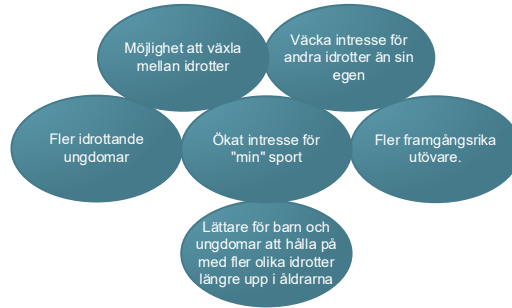 Möjlighet att växla
mellan idrotter
Väcka intresse för
andra idrotter än sin
egen
Fler idrottande
ungdomar
Ökat intresse för
"min" sport
Fler framgångsrika
utövare.
Lättare för barn och
ungdomar att hålla på
med fler olika idrotter
längre upp i åldrarna